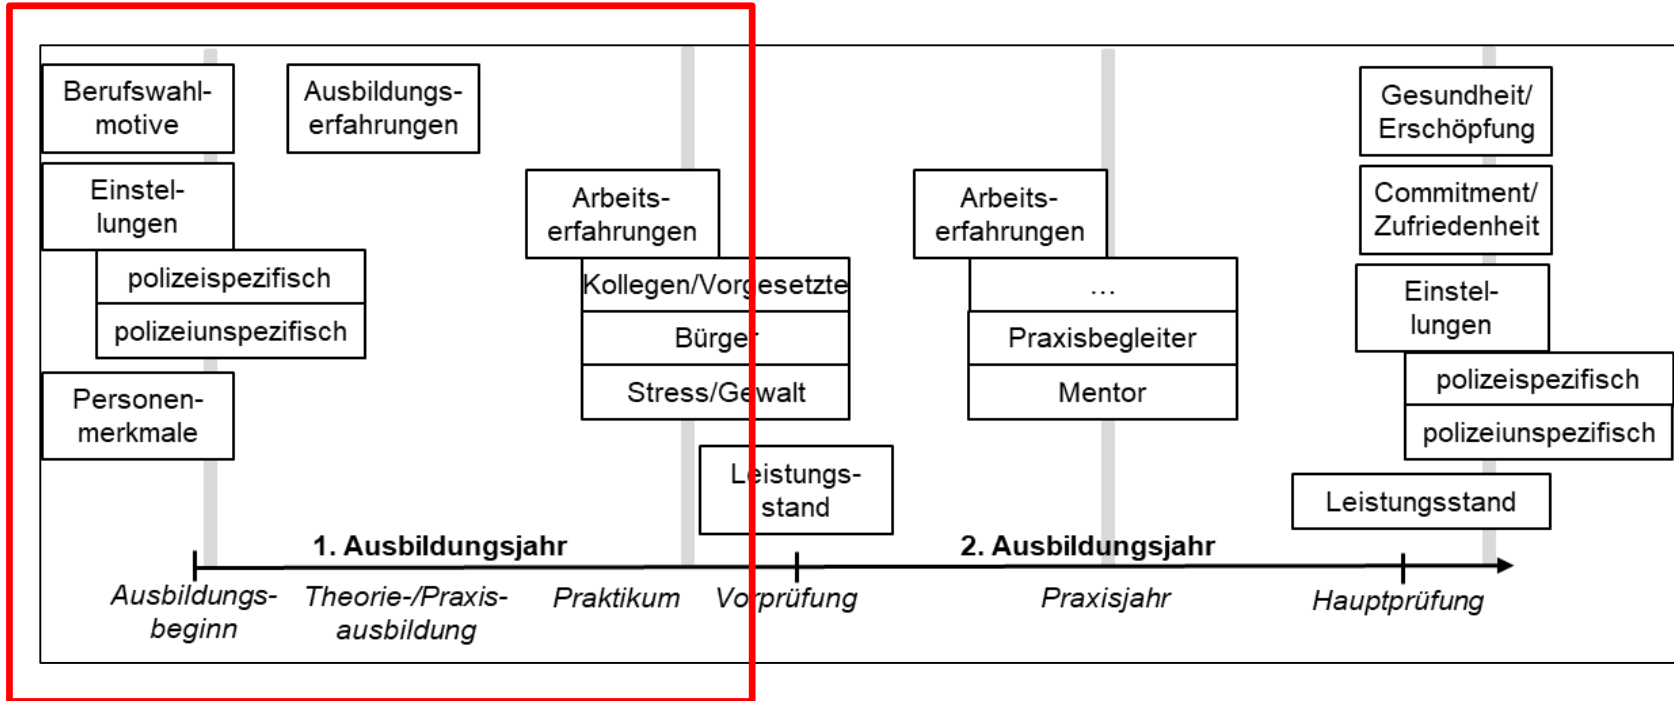 Berufswahl-
motive
Einstel-
lungen
polizeispezifisch
polizeiunspezifisch
Personen-
merkmale
Ausbildungs-
erfahrungen
Arbeits-
erfahrungen
Kollegen/Vorgesetzte
Bürger
Stress/Gewalt
Leistungs-
stand
Arbeits-
erfahrungen
...
Praxisbegleiter
Mentor
Gesundheit/
Erschöpfung
Commitment/
Zufriedenheit
Einstel-
lungen
polizeispezifisch
polizeiunspezifisch
Leistungsstand
1. Ausbildungsjahr
2. Ausbildungsjahr
Ausbildungs-
beginn
Theorie-/Praxis-
ausbildung
Praktikum
Vorprüfung
Praxisjahr
Hauptprüfung